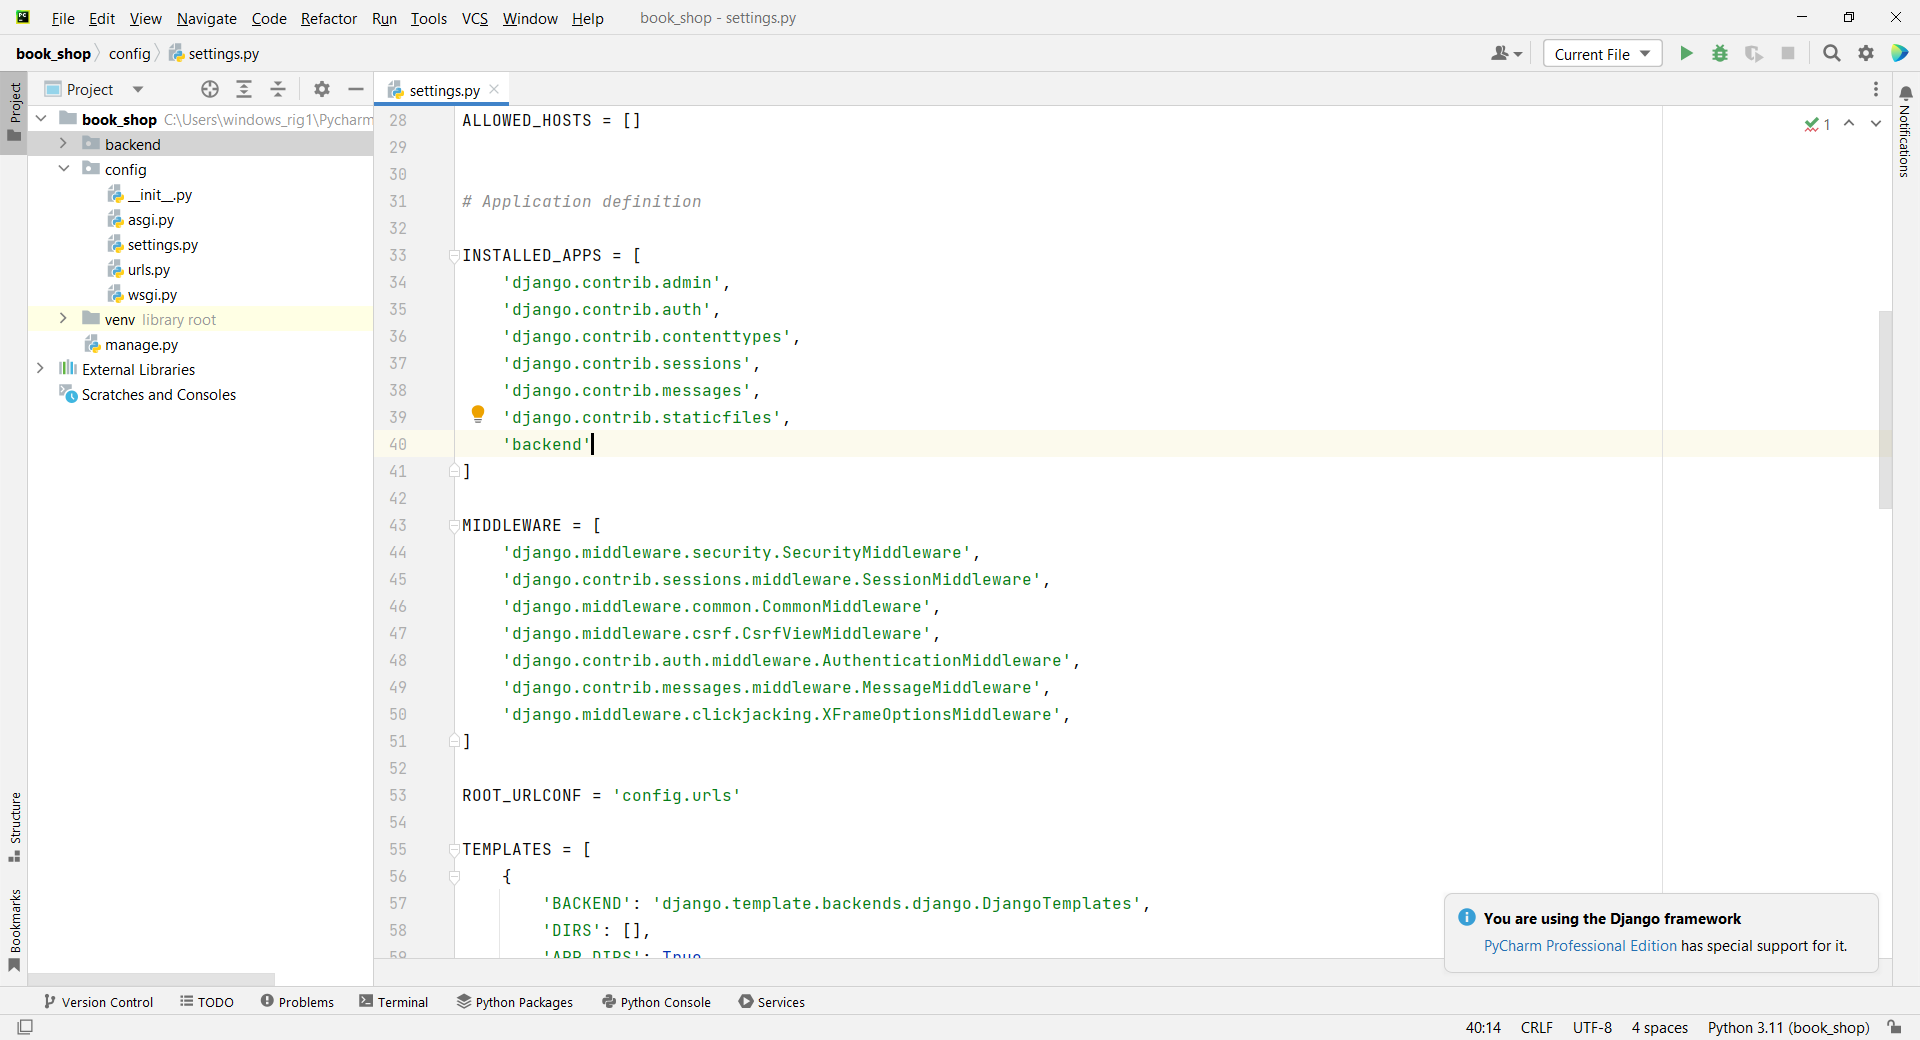 File Edit View Navigate Code Refactor Run Tools VCS Window Help book_shop - settings.py
book_shop config settings.py
Current File
Project
Project
settings.py
book_shop C:\Users\windows_rig1\Pycharm
backend
config
__init__.py
asgi.py
settings.py
urls.py
wsgi.py
venv library root
manage.py
External Libraries
Scratches and Consoles
Structure
Bookmarks
28 ALLOWED_HOSTS = []
29
30
31 # Application definition
32
33 INSTALLED_APPS = [
34 'django.contrib.admin',
35 'django.contrib.auth',
36 'django.contrib.contenttypes',
37 'django.contrib.sessions',
38 'django.contrib.messages',
39 'django.contrib.staticfiles',
40 'backend'
41 ]
42
43 MIDDLEWARE = [
44 'django.middleware.security.SecurityMiddleware',
45 'django.contrib.sessions.middleware.SessionMiddleware',
46 'django.middleware.common.CommonMiddleware',
47 'django.middleware.csrf.CsrfViewMiddleware',
48 'django.contrib.auth.middleware.AuthenticationMiddleware',
49 'django.contrib.messages.middleware.MessageMiddleware',
50 'django.middleware.clickjacking.XFrameOptionsMiddleware',
51 ]
52
53 ROOT_URLCONF = 'config.urls'
54
55 TEMPLATES = [
56 {
57 'BACKEND': 'django.template.backends.django.DjangoTemplates',
58 'DIRS': [],
59 'APP_DIRS': True
1
Notifications
You are using the Django framework
PyCharm Professional Edition has special support for it.
Version Control TODO Problems Terminal Python Packages Python Console Services
40:14 CRLF UTF-8 4 spaces Python 3.11 (book_shop)